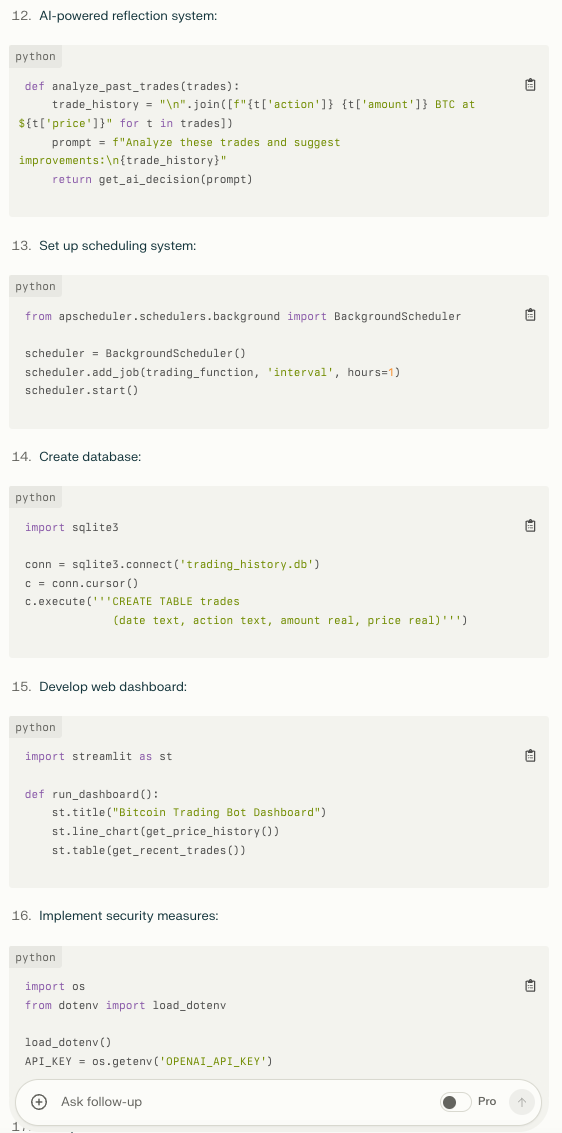 12. AI-powered reflection system:
python
def analyze_past_trades(trades):
    trade_history = "\n".join([f"{t['action']} {t['amount']} BTC at
${t['price']}" for t in trades])
    prompt = f"Analyze these trades and suggest
improvements:\n{trade_history}"
    return get_ai_decision(prompt)
13. Set up scheduling system:
python
from apscheduler.schedulers.background import BackgroundScheduler
scheduler = BackgroundScheduler()
scheduler.add_job(trading_function, 'interval', hours=1)
scheduler.start()
14. Create database:
python
import sqlite3
conn = sqlite3.connect('trading_history.db')
c = conn.cursor()
c.execute('''CREATE TABLE trades
             (date text, action text, amount real, price real)''')
15. Develop web dashboard:
python
import streamlit as st
def run_dashboard():
    st.title("Bitcoin Trading Bot Dashboard")
    st.line_chart(get_price_history())
    st.table(get_recent_trades())
16. Implement security measures:
python
import os
from dotenv import load_dotenv
load_dotenv()
API_KEY = os.getenv('OPENAI_API_KEY')
Ask follow-up
Pro